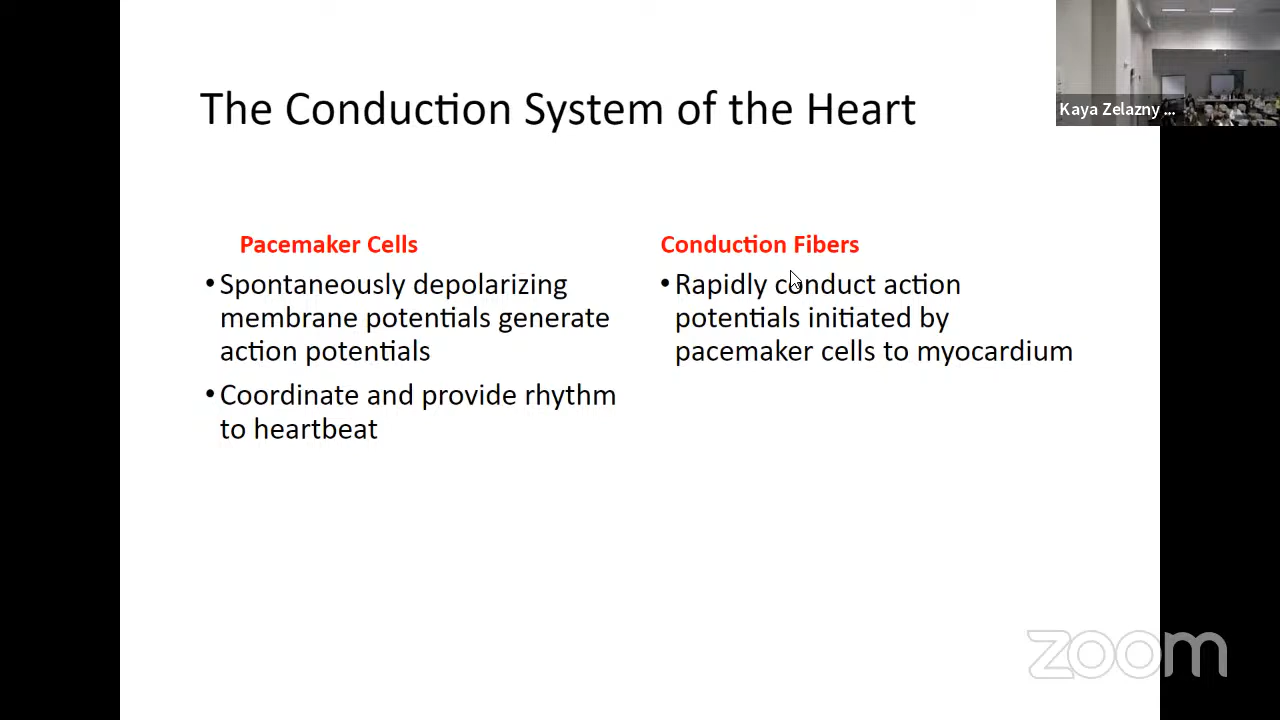 The Conduction System of the Heart
Kaya Zelazny ...
Pacemaker Cells
•Spontaneously depolarizing
membrane potentials generate
action potentials
•Coordinate and provide rhythm
to heartbeat
Conduction Fibers
•Rapidly conduct action
potentials initiated by
pacemaker cells to myocardium
zoom